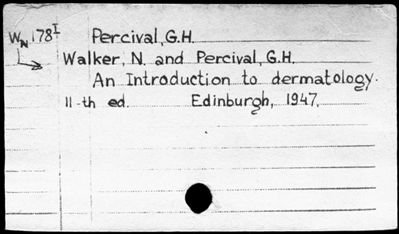 W_N 178^I Percival, G.H.
Walker, N. and Percival, G.H.
An Introduction to dermatology.
11-th ed. Edinburgh, 1947.